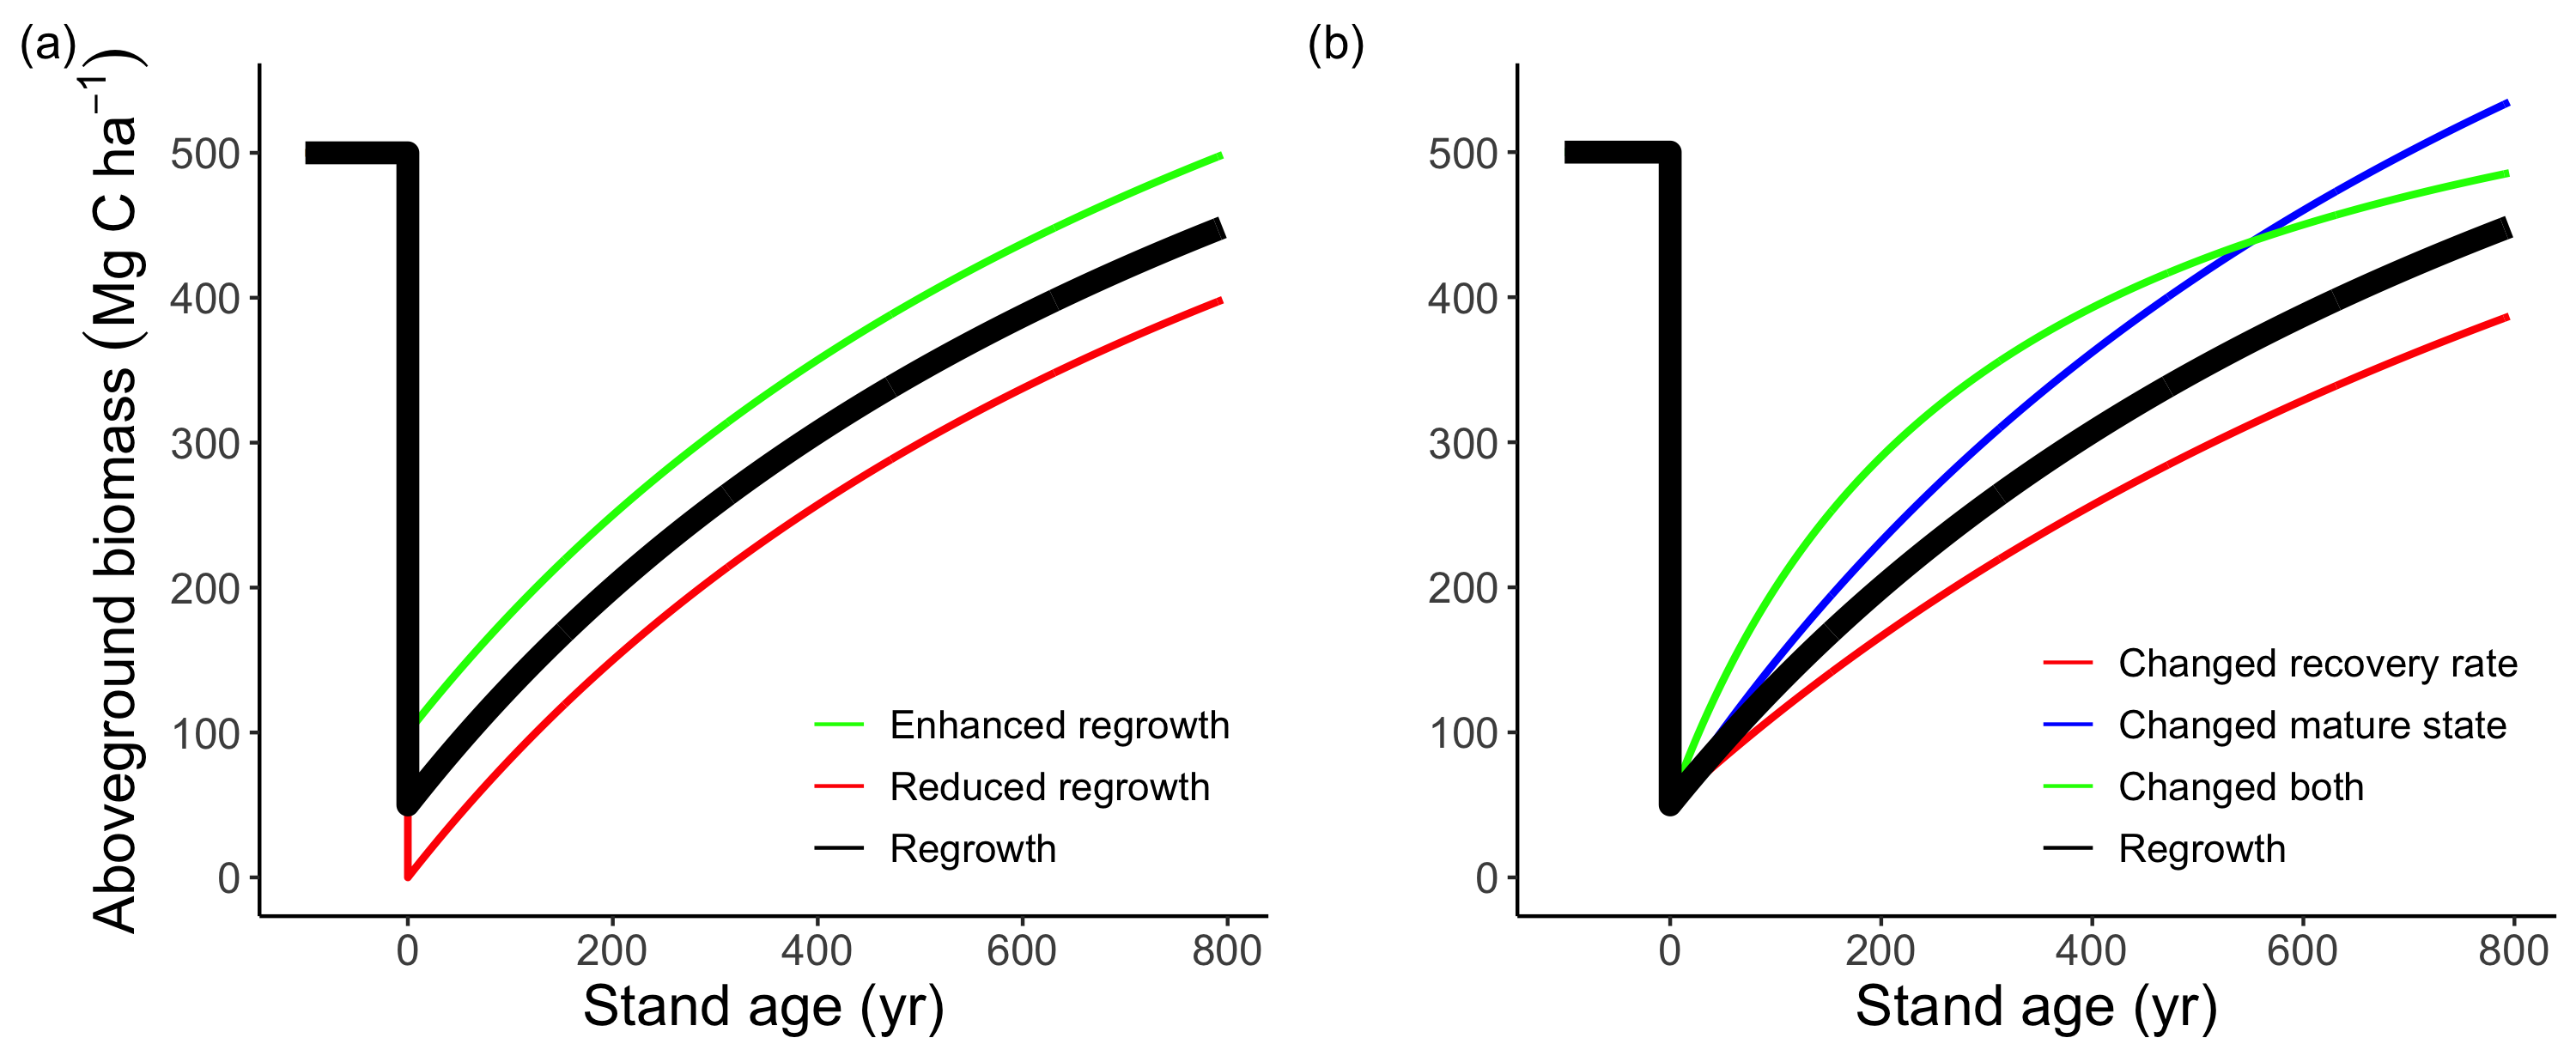 (a)
Aboveground biomass (Mg C ha⁻¹)
500
400
300
200
100
0
0 200 400 600 800
Stand age (yr)
Enhanced regrowth
Reduced regrowth
Regrowth
(b)
500
400
300
200
100
0
0 200 400 600 800
Stand age (yr)
Changed recovery rate
Changed mature state
Changed both
Regrowth